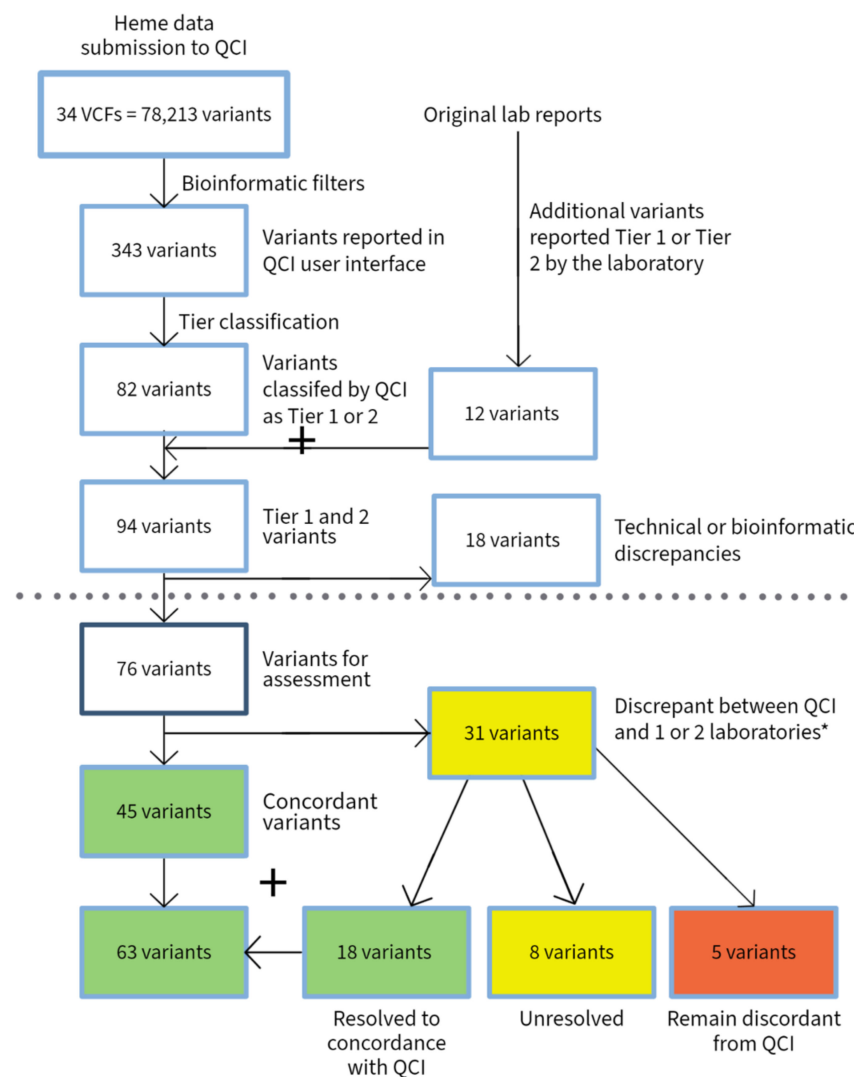 Heme data
submission to QCI
34 VCFs = 78,213 variants
Original lab reports
Bioinformatic filters
343 variants
Variants reported in
QCI user interface
Additional variants
reported Tier 1 or Tier
2 by the laboratory
Tier classification
82 variants
Variants
classifed by QCI
as Tier 1 or 2
12 variants
+
94 variants
Tier 1 and 2
variants
18 variants
Technical or bioinformatic
discrepancies
76 variants
Variants for
assessment
31 variants
Discrepant between QCI
and 1 or 2 laboratories*
45 variants
Concordant
variants
+
63 variants
18 variants
8 variants
5 variants
Resolved to
concordance
with QCI
Unresolved
Remain discordant
from QCI